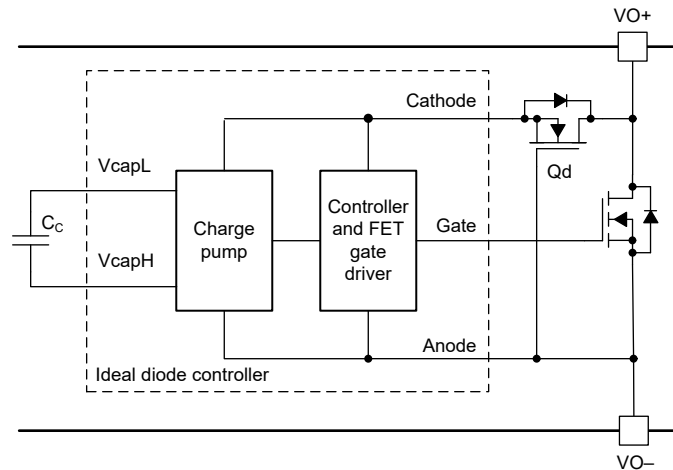 VO+
Cathode
Qd
VcapL
Cc
VcapH
Charge
pump
Controller
and FET
gate
driver
Gate
Anode
Ideal diode controller
VO–